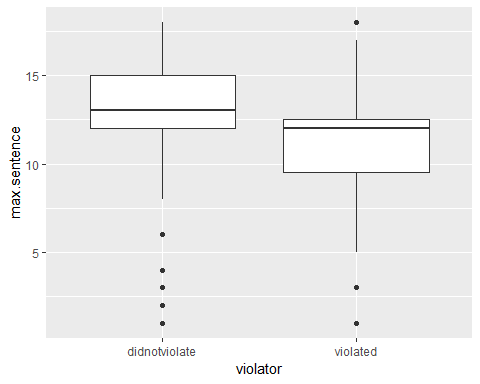 max.sentence
15
10
5
didnotviolate violated
violator